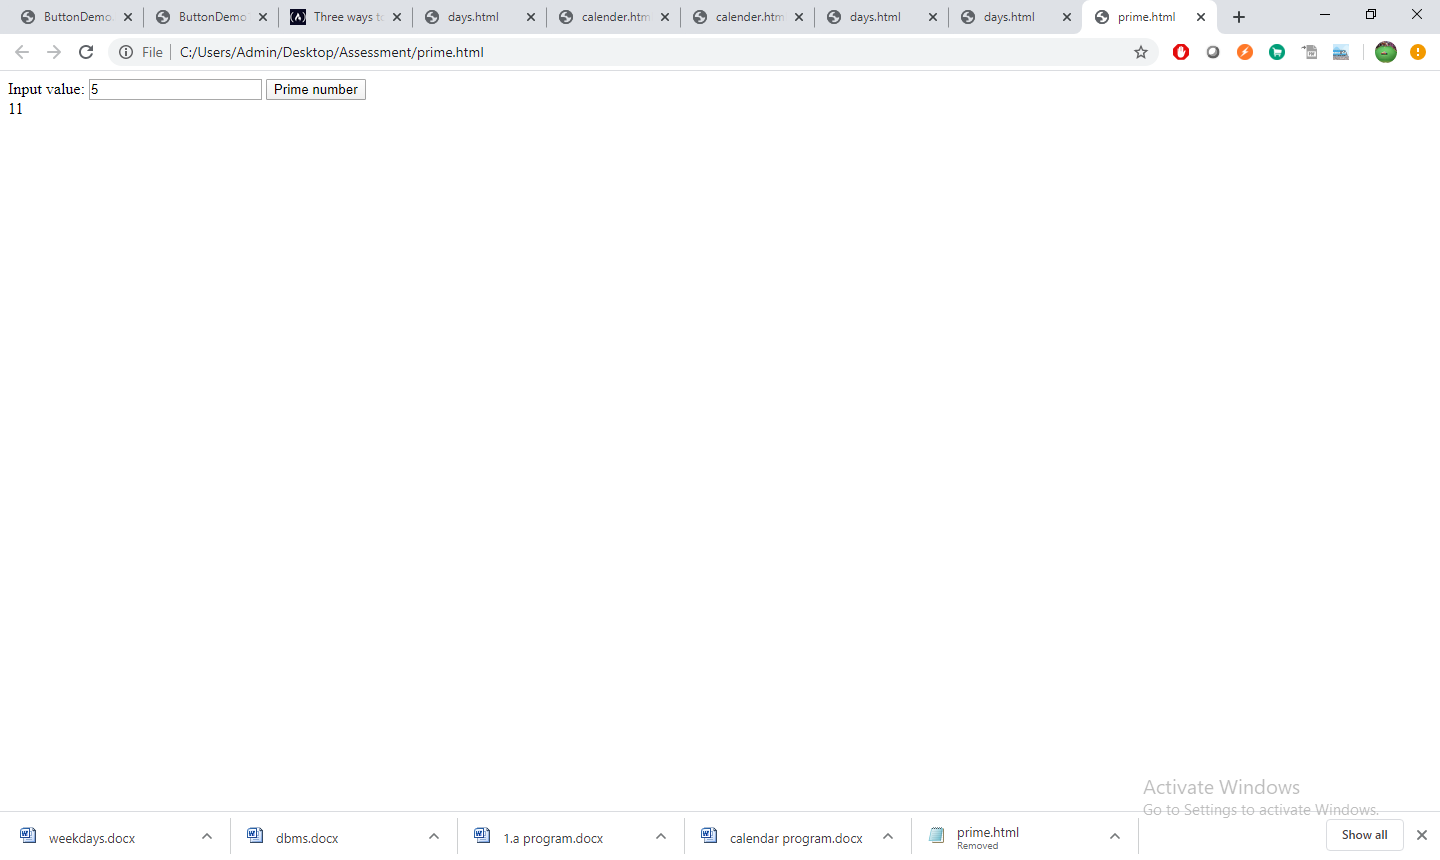 ButtonDemo
ButtonDemo
(A) Three ways to
days.html
calender.htm
calender.htm
days.html
days.html
prime.html
File C:/Users/Admin/Desktop/Assessment/prime.html
Input value: 5 Prime number
11
Activate Windows
Go to Settings to activate Windows.
weekdays.docx
dbms.docx
1.a program.docx
calendar program.docx
prime.html
Removed
Show all